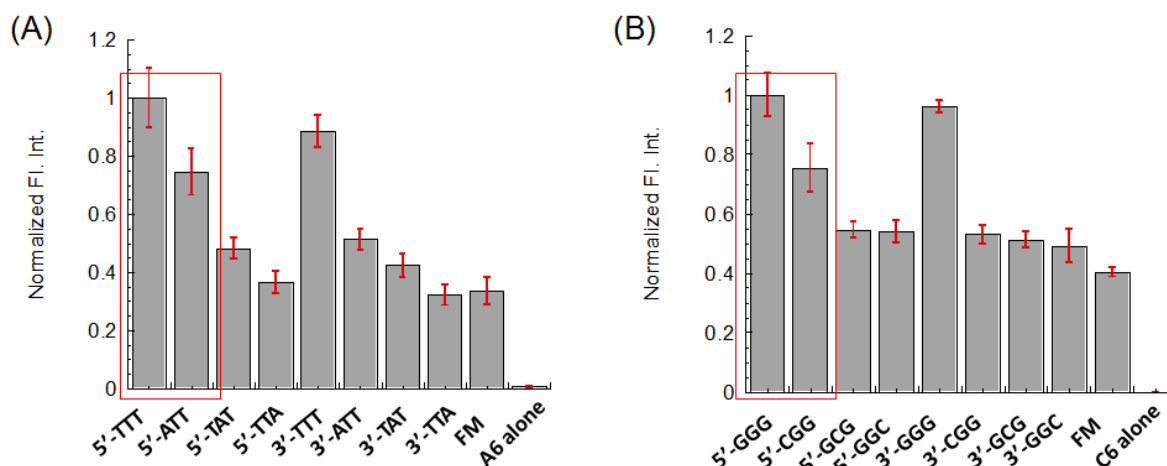 (A)
1.2
1
0.8
0.6
0.4
0.2
0
Normalized Fl. Int.
5'-TTT
5'-ATT
5'-TAT
5'-TTA
3'-TTT
3'-ATT
3'-TAT
3'-TTA
FM
A6 alone
(B)
1.2
1
0.8
0.6
0.4
0.2
0
Normalized Fl. Int.
5'-GGG
5'-CGG
5'-GCG
5'-GGC
3'-GGG
3'-CGG
3'-GCG
3'-GGC
FM
C6 alone